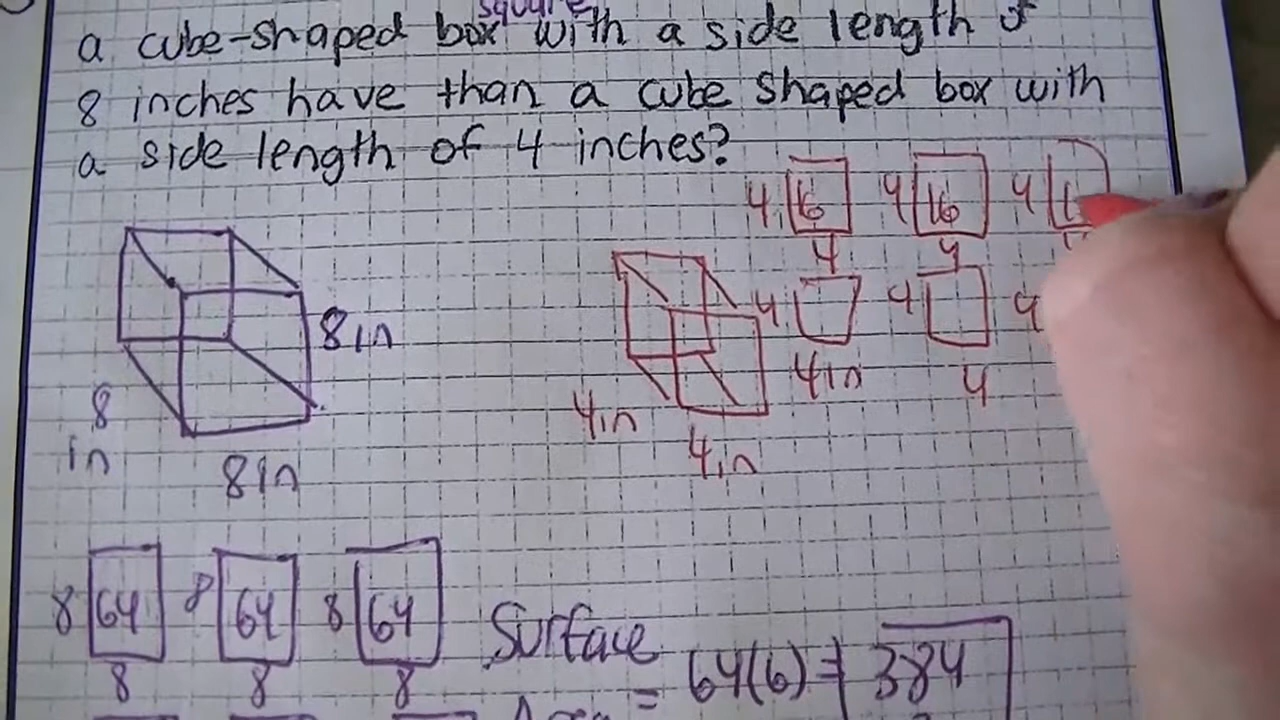 square
a cube-shaped box with a side length of
8 inches have than a cube shaped box with
a side length of 4 inches?
4 16 4 16 4
4 4
4 4 4
4in 4
8in
8
in
8in
4in
4in
8 64 8 64 8 64
8 8 8
Surface
Area = 64(6) = 384